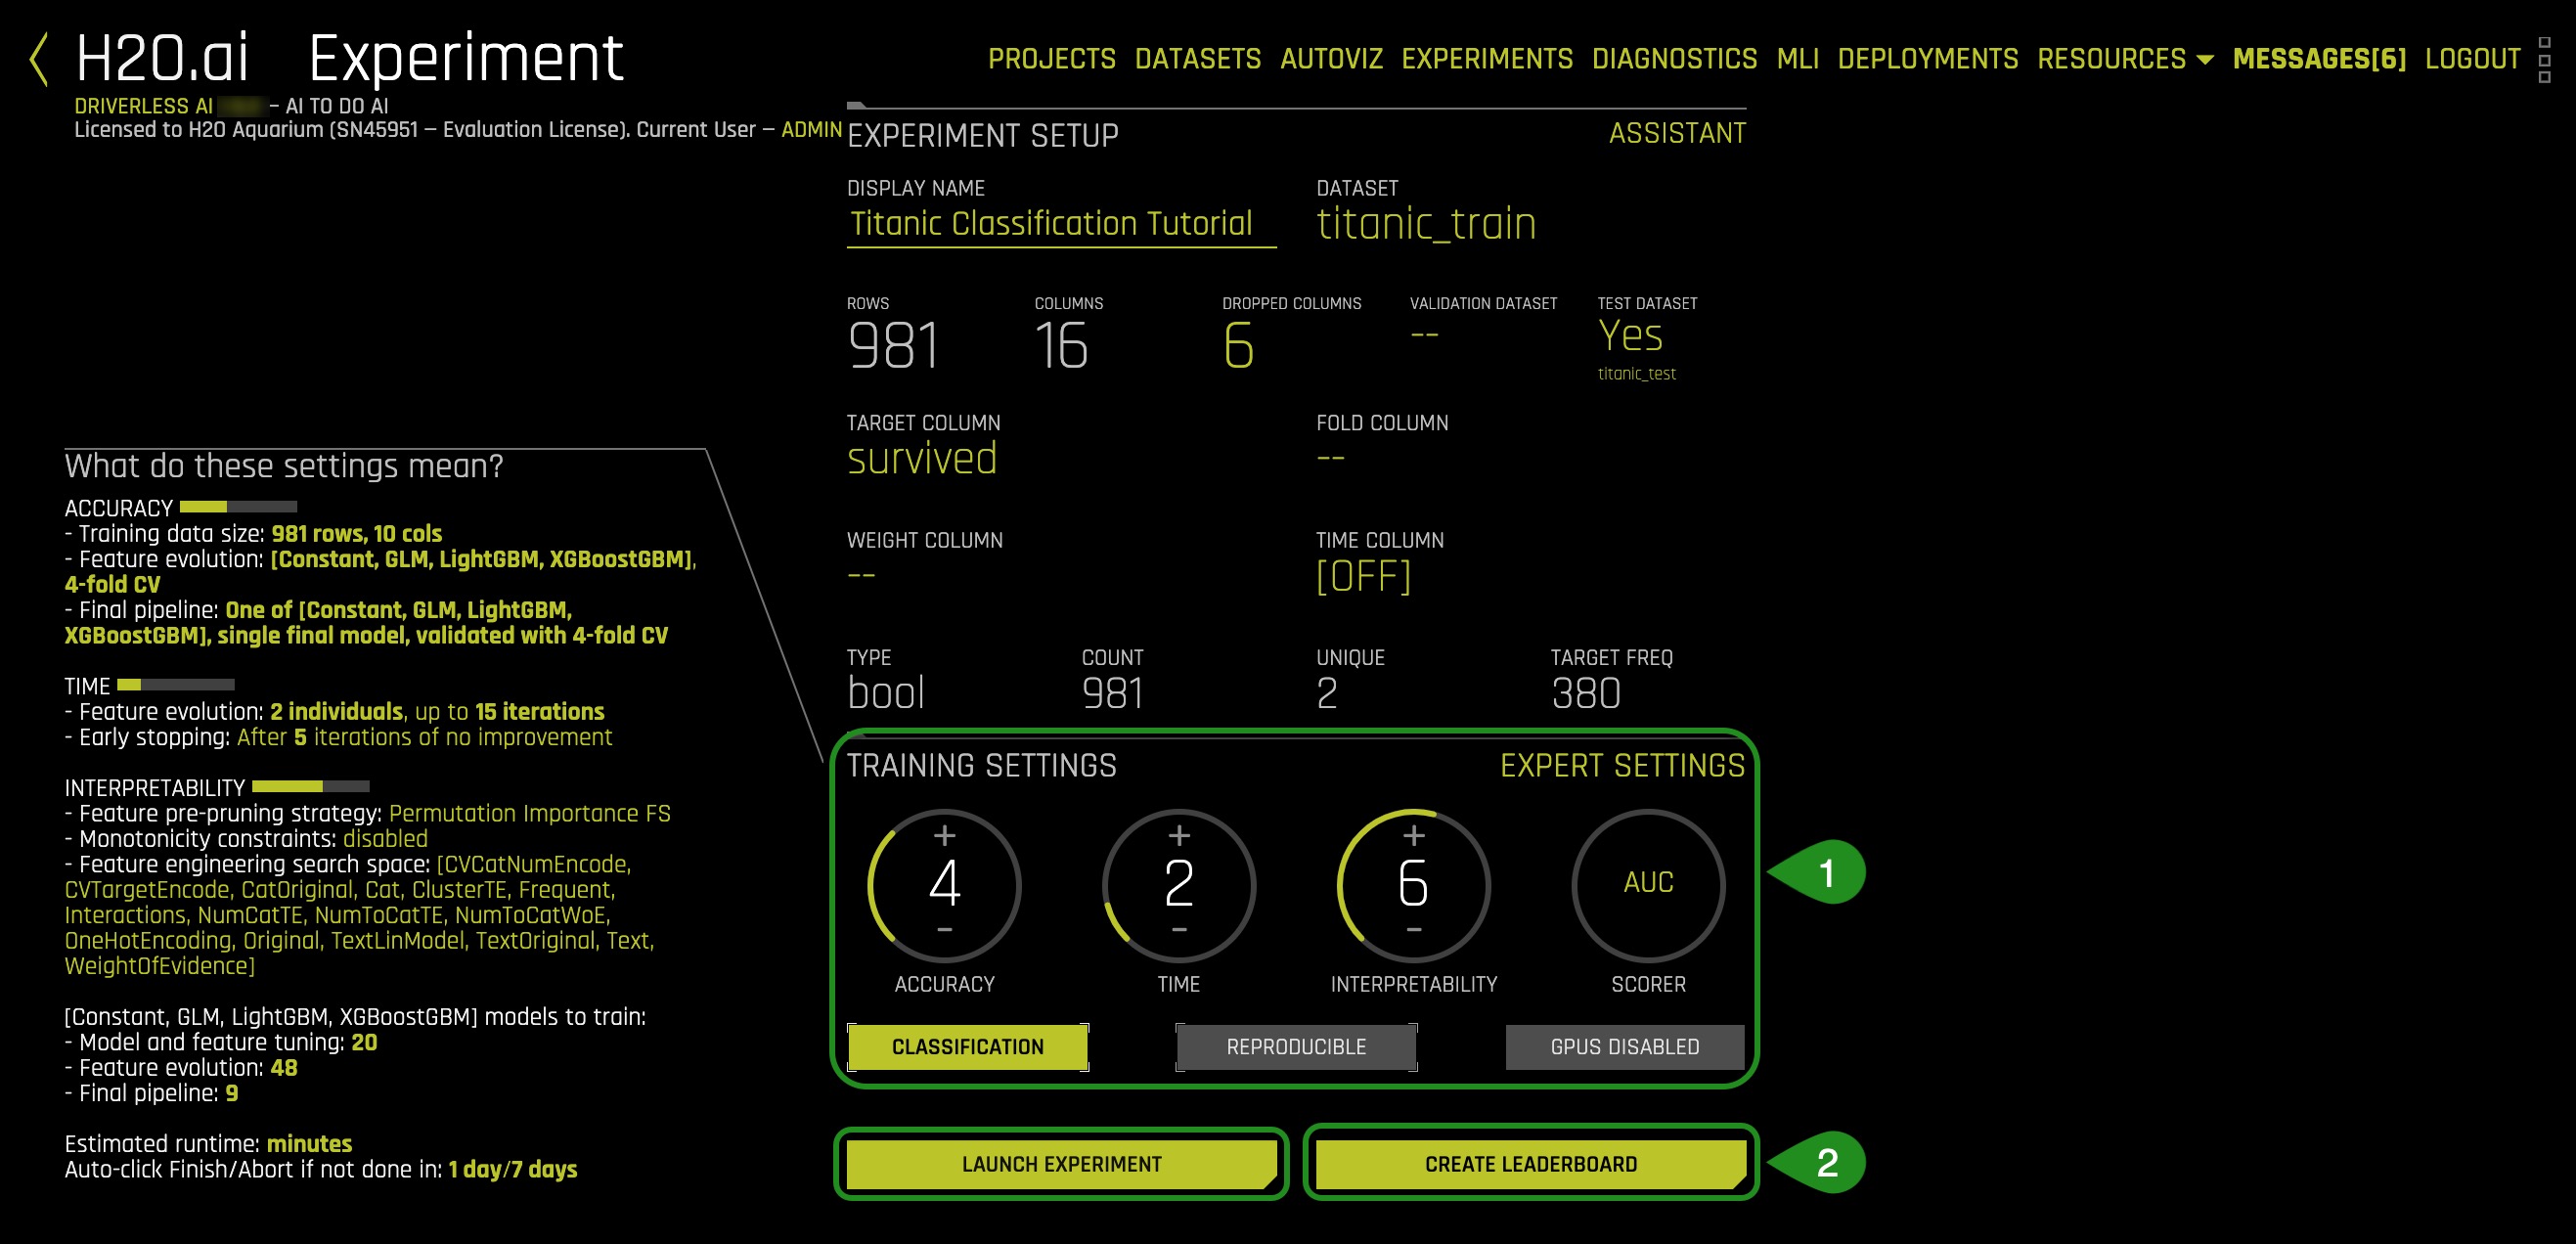 H2O.ai Experiment
PROJECTS DATASETS AUTOVIZ EXPERIMENTS DIAGNOSTICS MLI DEPLOYMENTS RESOURCES MESSAGES[6] LOGOUT
DRIVERLESS AI – AI TO DO AI
Licensed to H2O Aquarium (SN45951 – Evaluation License). Current User – ADMIN
EXPERIMENT SETUP ASSISTANT
DISPLAY NAME DATASET
Titanic Classification Tutorial titanic_train
ROWS COLUMNS DROPPED COLUMNS VALIDATION DATASET TEST DATASET
981 16 6 -- Yes
titanic_test
TARGET COLUMN FOLD COLUMN
survived --
WEIGHT COLUMN TIME COLUMN
-- [OFF]
TYPE COUNT UNIQUE TARGET FREQ
bool 981 2 380
What do these settings mean?
ACCURACY
- Training data size: 981 rows, 10 cols
- Feature evolution: [Constant, GLM, LightGBM, XGBoostGBM],
4-fold CV
- Final pipeline: One of [Constant, GLM, LightGBM,
XGBoostGBM], single final model, validated with 4-fold CV
TIME
- Feature evolution: 2 individuals, up to 15 iterations
- Early stopping: After 5 iterations of no improvement
INTERPRETABILITY
- Feature pre-pruning strategy: Permutation Importance FS
- Monotonicity constraints: disabled
- Feature engineering search space: [CVCatNumEncode,
CVTargetEncode, CatOriginal, Cat, ClusterTE, Frequent,
Interactions, NumCatTE, NumToCatTE, NumToCatWoE,
OneHotEncoding, Original, TextLinModel, TextOriginal, Text,
WeightOfEvidence]
[Constant, GLM, LightGBM, XGBoostGBM] models to train:
- Model and feature tuning: 20
- Feature evolution: 48
- Final pipeline: 9
Estimated runtime: minutes
Auto-click Finish/Abort if not done in: 1 day/7 days
TRAINING SETTINGS EXPERT SETTINGS
+ + +
4 2 6 AUC
- - -
ACCURACY TIME INTERPRETABILITY SCORER
CLASSIFICATION REPRODUCIBLE GPUS DISABLED
1
LAUNCH EXPERIMENT CREATE LEADERBOARD
2